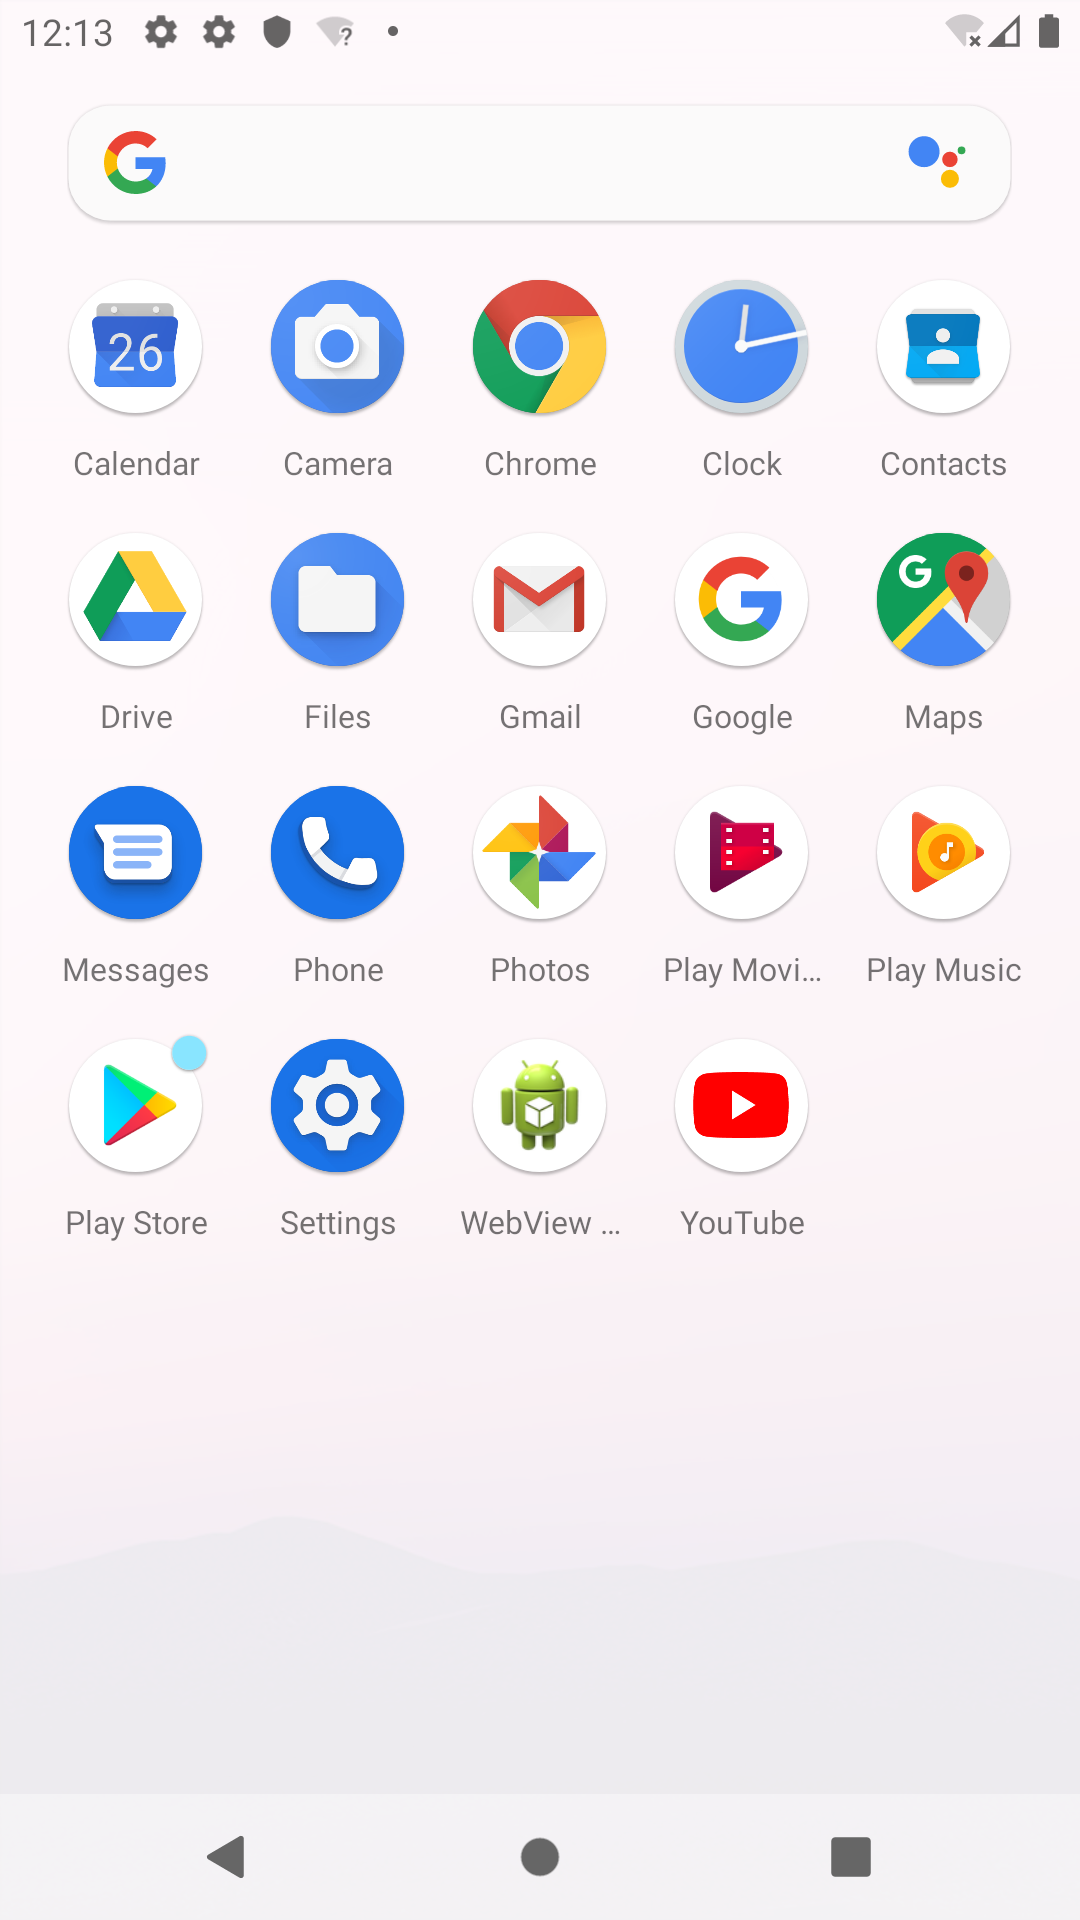 12:13
Calendar Camera Chrome Clock Contacts
Drive Files Gmail Google Maps
Messages Phone Photos Play Movi… Play Music
Play Store Settings WebView … YouTube
26